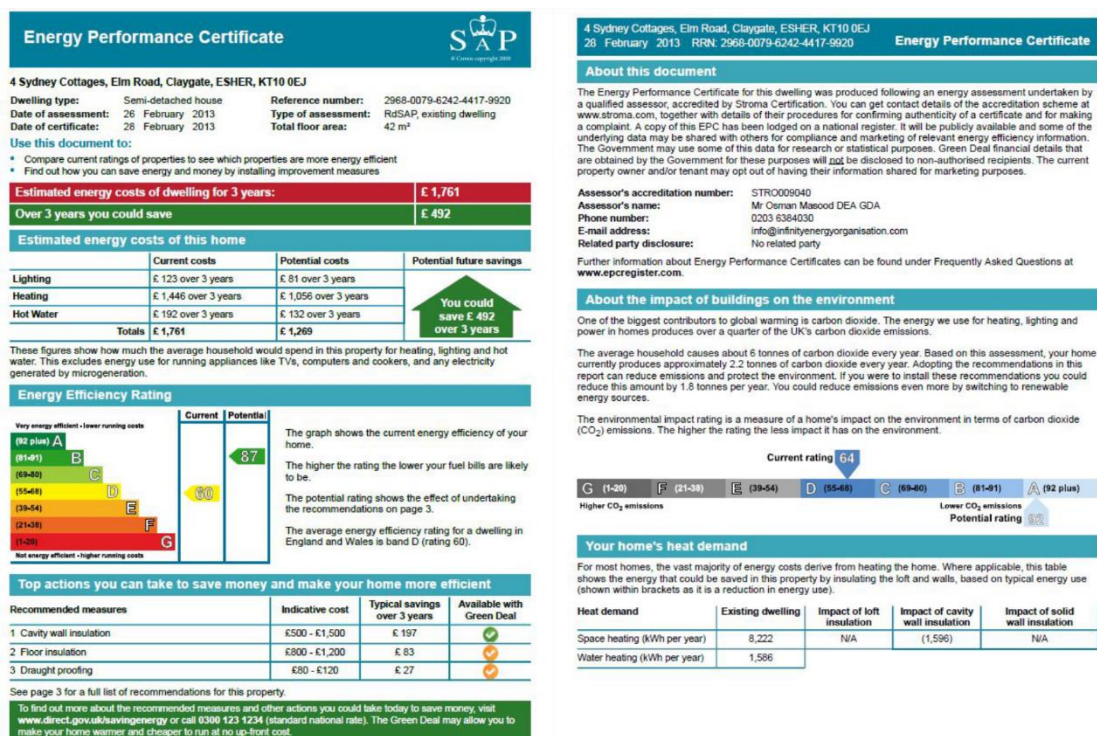 Energy Performance Certificate
SAP
© Crown copyright 2009
4 Sydney Cottages, Elm Road, Claygate, ESHER, KT10 0EJ
Dwelling type: Semi-detached house Reference number: 2968-0079-6242-4417-9920
Date of assessment: 26 February 2013 Type of assessment: RdSAP, existing dwelling
Date of certificate: 28 February 2013 Total floor area: 42 m²
Use this document to:
• Compare current ratings of properties to see which properties are more energy efficient
• Find out how you can save energy and money by installing improvement measures
Estimated energy costs of dwelling for 3 years: £ 1,761
Over 3 years you could save £ 492
Estimated energy costs of this home
Current costs Potential costs Potential future savings
Lighting £ 123 over 3 years £ 81 over 3 years
Heating £ 1,446 over 3 years £ 1,056 over 3 years
Hot Water £ 192 over 3 years £ 132 over 3 years
Totals £ 1,761 £ 1,269
You could
save £ 492
over 3 years
These figures show how much the average household would spend in this property for heating, lighting and hot
water. This excludes energy use for running appliances like TVs, computers and cookers, and any electricity
generated by microgeneration.
Energy Efficiency Rating
Current Potential
Very energy efficient - lower running costs
(92 plus) A
(81-91) B
(69-80) C
(55-68) D
(39-54) E
(21-38) F
(1-20) G
Not energy efficient - higher running costs
60
87
The graph shows the current energy efficiency of your
home.
The higher the rating the lower your fuel bills are likely
to be.
The potential rating shows the effect of undertaking
the recommendations on page 3.
The average energy efficiency rating for a dwelling in
England and Wales is band D (rating 60).
Top actions you can take to save money and make your home more efficient
Recommended measures Indicative cost Typical savings over 3 years Available with Green Deal
1 Cavity wall insulation £500 - £1,500 £ 197
2 Floor insulation £800 - £1,200 £ 83
3 Draught proofing £80 - £120 £ 27
See page 3 for a full list of recommendations for this property.
To find out more about the recommended measures and other actions you could take today to save money, visit
www.direct.gov.uk/savingenergy or call 0300 123 1234 (standard national rate). The Green Deal may allow you to
make your home warmer and cheaper to run at no up-front cost.
4 Sydney Cottages, Elm Road, Claygate, ESHER, KT10 0EJ
28 February 2013 RRN: 2968-0079-6242-4417-9920 Energy Performance Certificate
About this document
The Energy Performance Certificate for this dwelling was produced following an energy assessment undertaken by
a qualified assessor, accredited by Stroma Certification. You can get contact details of the accreditation scheme at
www.stroma.com, together with details of their procedures for confirming authenticity of a certificate and for making
a complaint. A copy of this EPC has been lodged on a national register. It will be publicly available and some of the
underlying data may be shared with others for compliance and marketing of relevant energy efficiency information.
The Government may use some of this data for research or statistical purposes. Green Deal financial details that
are obtained by the Government for these purposes will not be disclosed to non-authorised recipients. The current
property owner and/or tenant may opt out of having their information shared for marketing purposes.
Assessor's accreditation number: STRO009040
Assessor's name: Mr Osman Masood DEA GDA
Phone number: 0203 6384030
E-mail address: info@infinityenergyorganisation.com
Related party disclosure: No related party
Further information about Energy Performance Certificates can be found under Frequently Asked Questions at
www.epcregister.com.
About the impact of buildings on the environment
One of the biggest contributors to global warming is carbon dioxide. The energy we use for heating, lighting and
power in homes produces over a quarter of the UK's carbon dioxide emissions.
The average household causes about 6 tonnes of carbon dioxide every year. Based on this assessment, your home
currently produces approximately 2.2 tonnes of carbon dioxide every year. Adopting the recommendations in this
report can reduce emissions and protect the environment. If you were to install these recommendations you could
reduce this amount by 1.8 tonnes per year. You could reduce emissions even more by switching to renewable
energy sources.
The environmental impact rating is a measure of a home's impact on the environment in terms of carbon dioxide
(CO₂) emissions. The higher the rating the less impact it has on the environment.
Current rating 64
G (1-20) F (21-38) E (39-54) D (55-68) C (69-80) B (81-91) A (92 plus)
Higher CO₂ emissions Lower CO₂ emissions
Potential rating 92
Your home's heat demand
For most homes, the vast majority of energy costs derive from heating the home. Where applicable, this table
shows the energy that could be saved in this property by insulating the loft and walls, based on typical energy use
(shown within brackets as it is a reduction in energy use).
Heat demand Existing dwelling Impact of loft insulation Impact of cavity wall insulation Impact of solid wall insulation
Space heating (kWh per year) 8,222 N/A (1,596) N/A
Water heating (kWh per year) 1,586